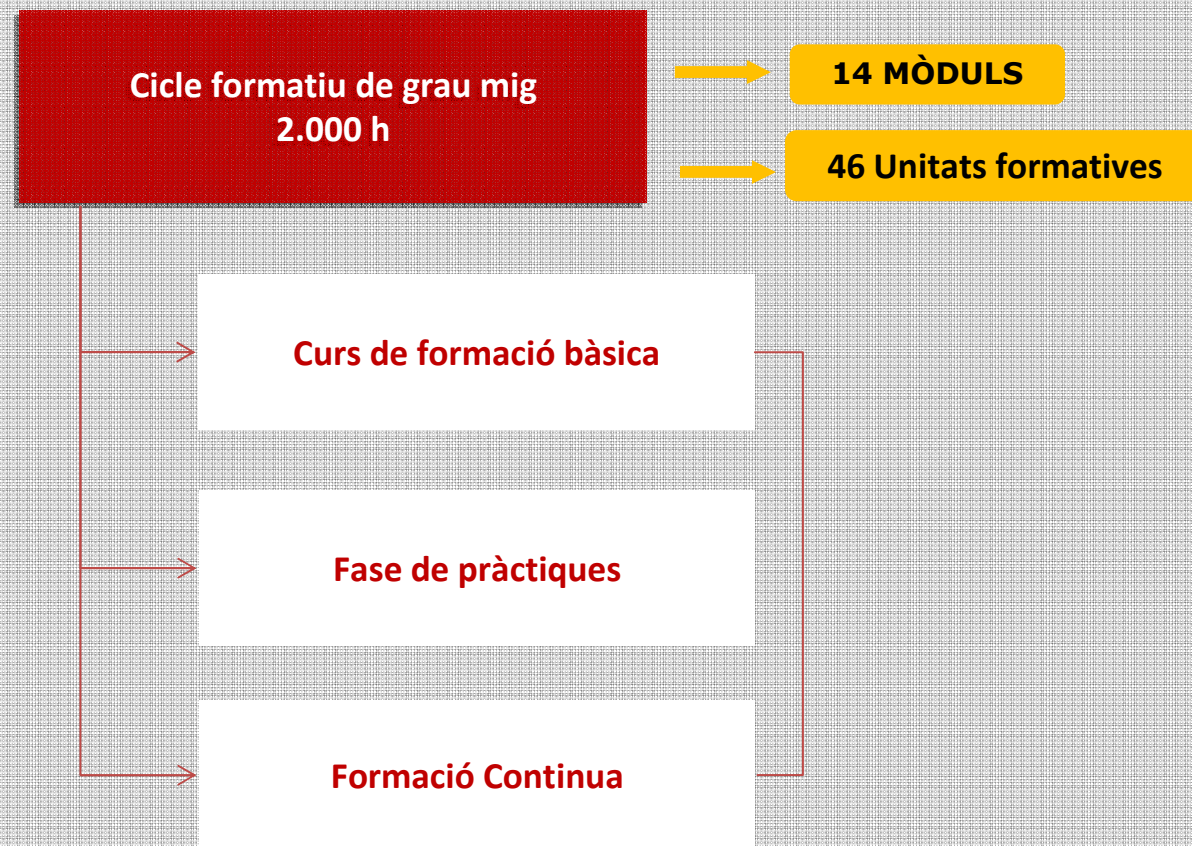 Cicle formatiu de grau mig
2.000 h
14 MÒDULS
46 Unitats formatives
Curs de formació bàsica
Fase de pràctiques
Formació Continua